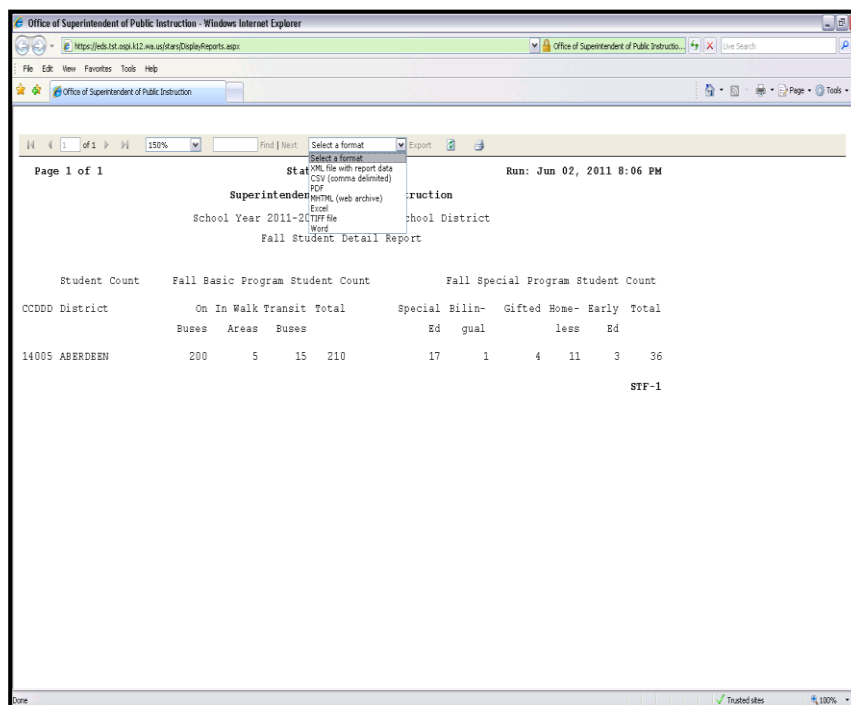 Office of Superintendent of Public Instruction - Windows Internet Explorer
https://eds.tst.ospi.k12.wa.us/stars/DisplayReports.aspx Office of Superintendent of Public Instructio... Live Search
File Edit View Favorites Tools Help
Office of Superintendent of Public Instruction Page Tools
1 of 1 150% Find | Next Select a format Export
Select a format
XML file with report data
CSV (comma delimited)
PDF
MHTML (web archive)
Excel
TIFF file
Word
Page 1 of 1 Stat Run: Jun 02, 2011 8:06 PM
Superintenden ruction
School Year 2011-20 chool District
Fall Student Detail Report
Student Count Fall Basic Program Student Count Fall Special Program Student Count
CCDDD District On In Walk Transit Total Special Bilin- Gifted Home- Early Total
Buses Areas Buses Ed gual less Ed
14005 ABERDEEN 200 5 15 210 17 1 4 11 3 36
STF-1
Done Trusted sites 100%